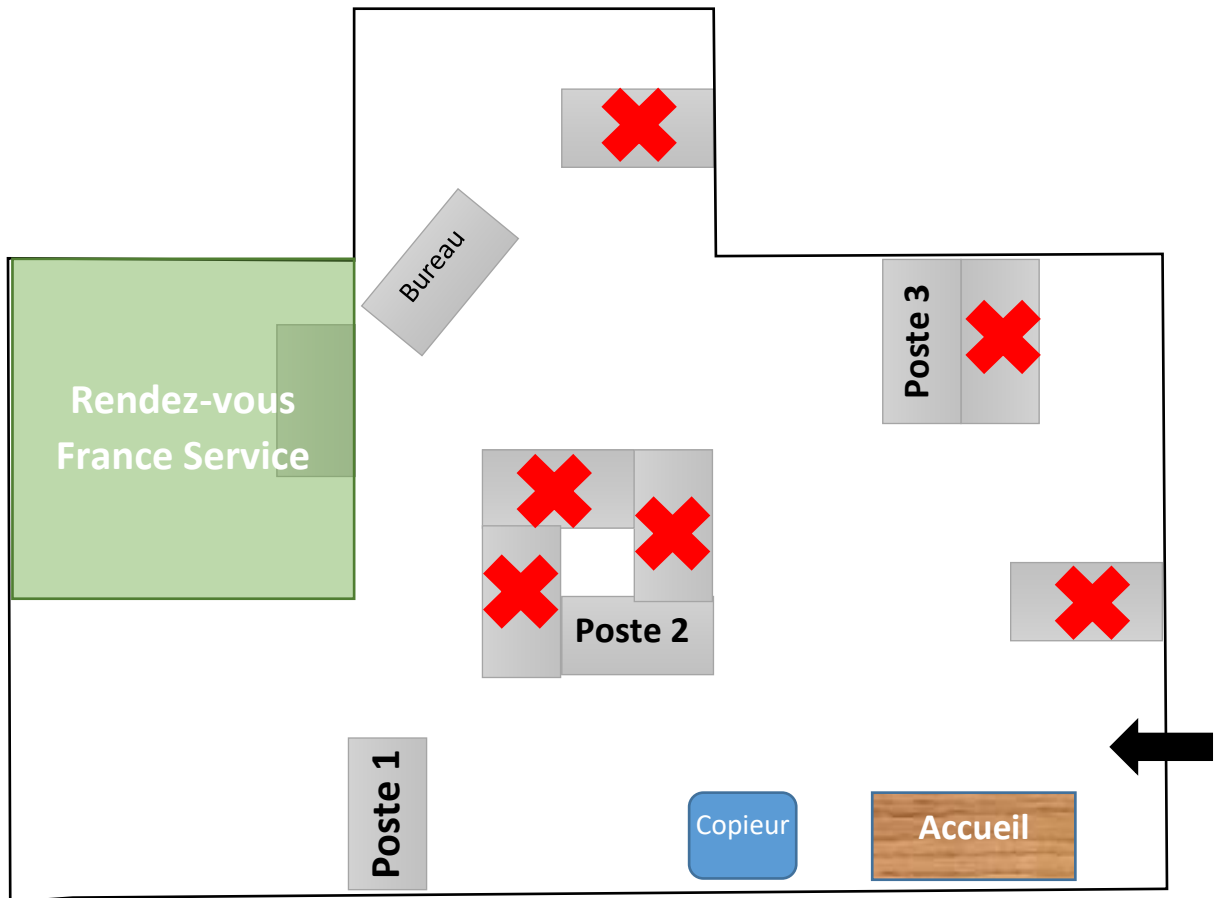 Bureau
Poste 3
Rendez-vous
France Service
Poste 2
Poste 1
Copieur
Accueil